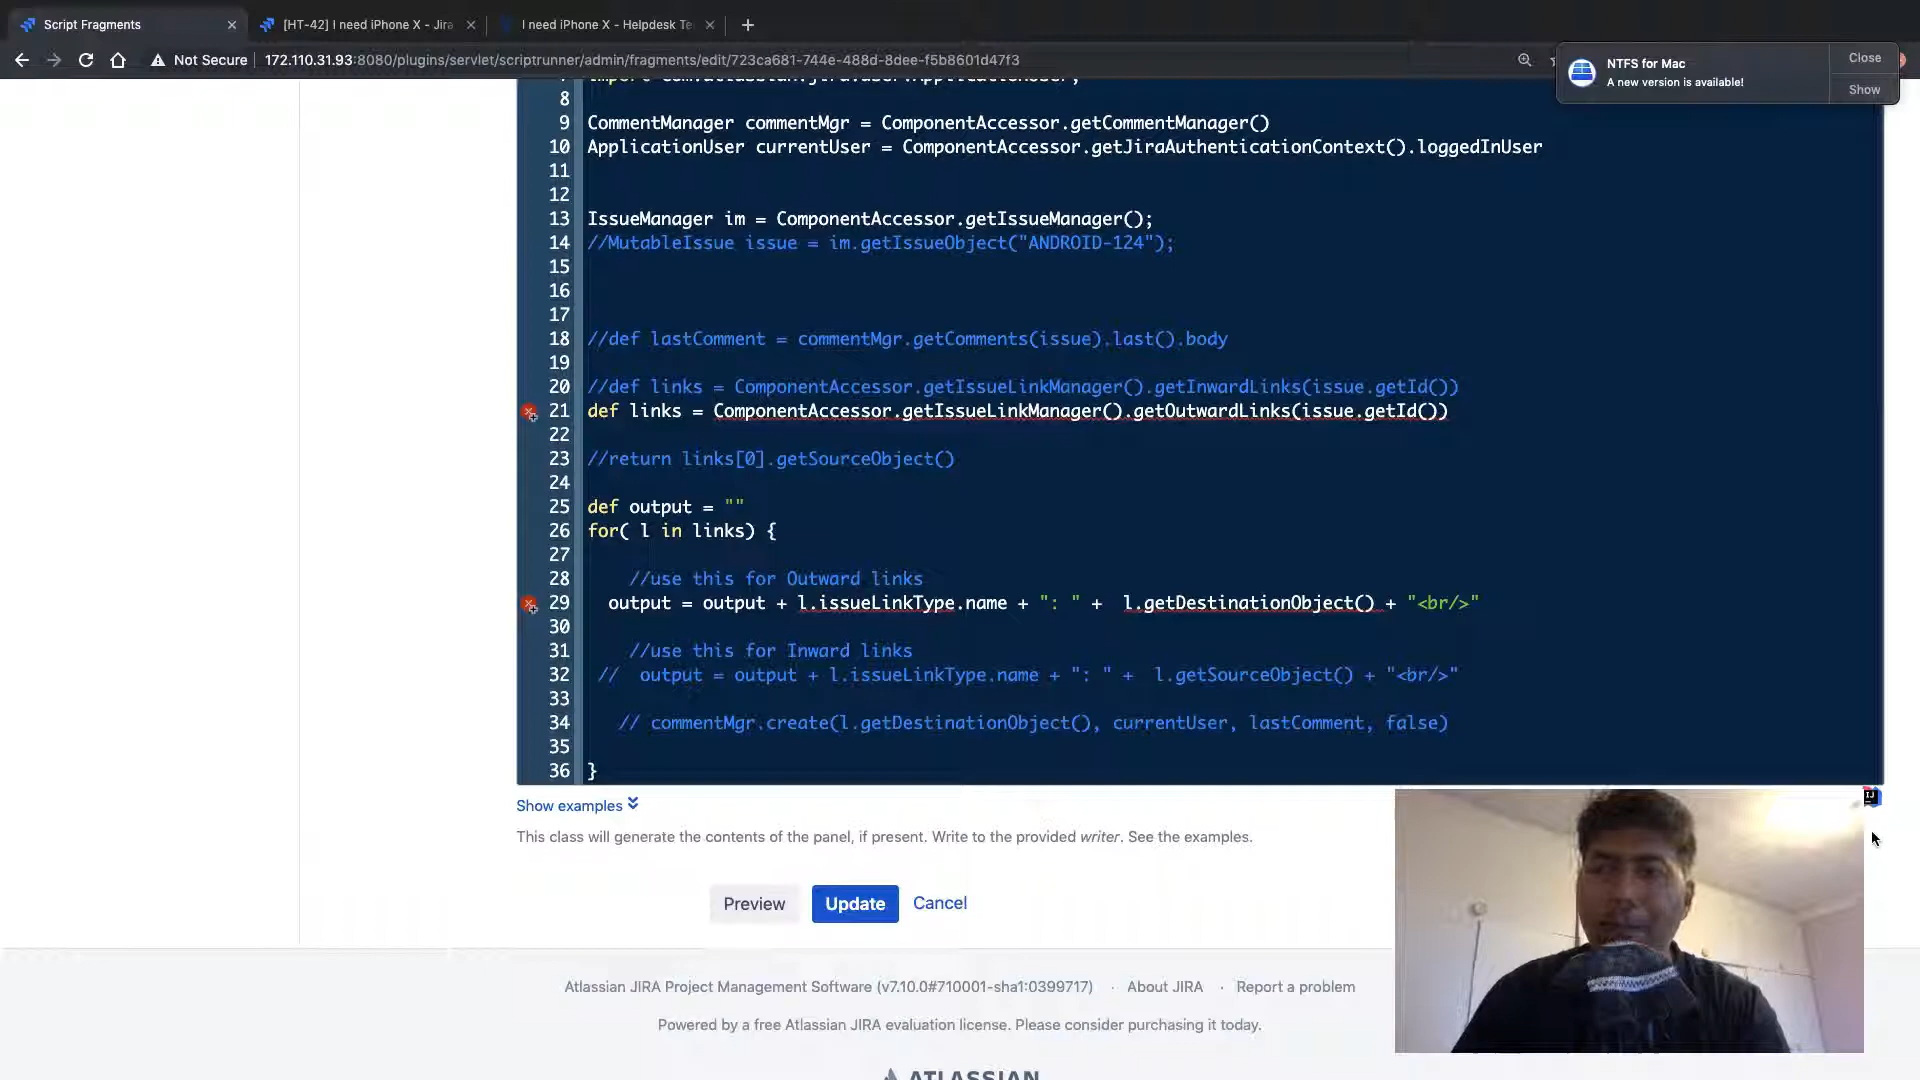 Script Fragments
[HT-42] I need iPhone X - Jira
I need iPhone X - Helpdesk Te
Not Secure
172.110.31.93:8080/plugins/servlet/scriptrunner/admin/fragments/edit/723ca681-744e-488d-8dee-f5b8601d47f3
NTFS for Mac
A new version is available!
Close
Show
8
9 CommentManager commentMgr = ComponentAccessor.getCommentManager()
10 ApplicationUser currentUser = ComponentAccessor.getJiraAuthenticationContext().loggedInUser
11
12
13 IssueManager im = ComponentAccessor.getIssueManager();
14 //MutableIssue issue = im.getIssueObject("ANDROID-124");
15
16
17
18 //def lastComment = commentMgr.getComments(issue).last().body
19
20 //def links = ComponentAccessor.getIssueLinkManager().getInwardLinks(issue.getId())
21 def links = ComponentAccessor.getIssueLinkManager().getOutwardLinks(issue.getId())
22
23 //return links[0].getSourceObject()
24
25 def output = ""
26 for( l in links) {
27
28 //use this for Outward links
29 output = output + l.issueLinkType.name + ": " + l.getDestinationObject() + "<br/>"
30
31 //use this for Inward links
32 // output = output + l.issueLinkType.name + ": " + l.getSourceObject() + "<br/>"
33
34 // commentMgr.create(l.getDestinationObject(), currentUser, lastComment, false)
35
36 }
Show examples
This class will generate the contents of the panel, if present. Write to the provided writer. See the examples.
Preview
Update
Cancel
Atlassian JIRA Project Management Software (v7.10.0#710001-sha1:0399717) · About JIRA · Report a problem
Powered by a free Atlassian JIRA evaluation license. Please consider purchasing it today.
ATLASSIAN
IJ